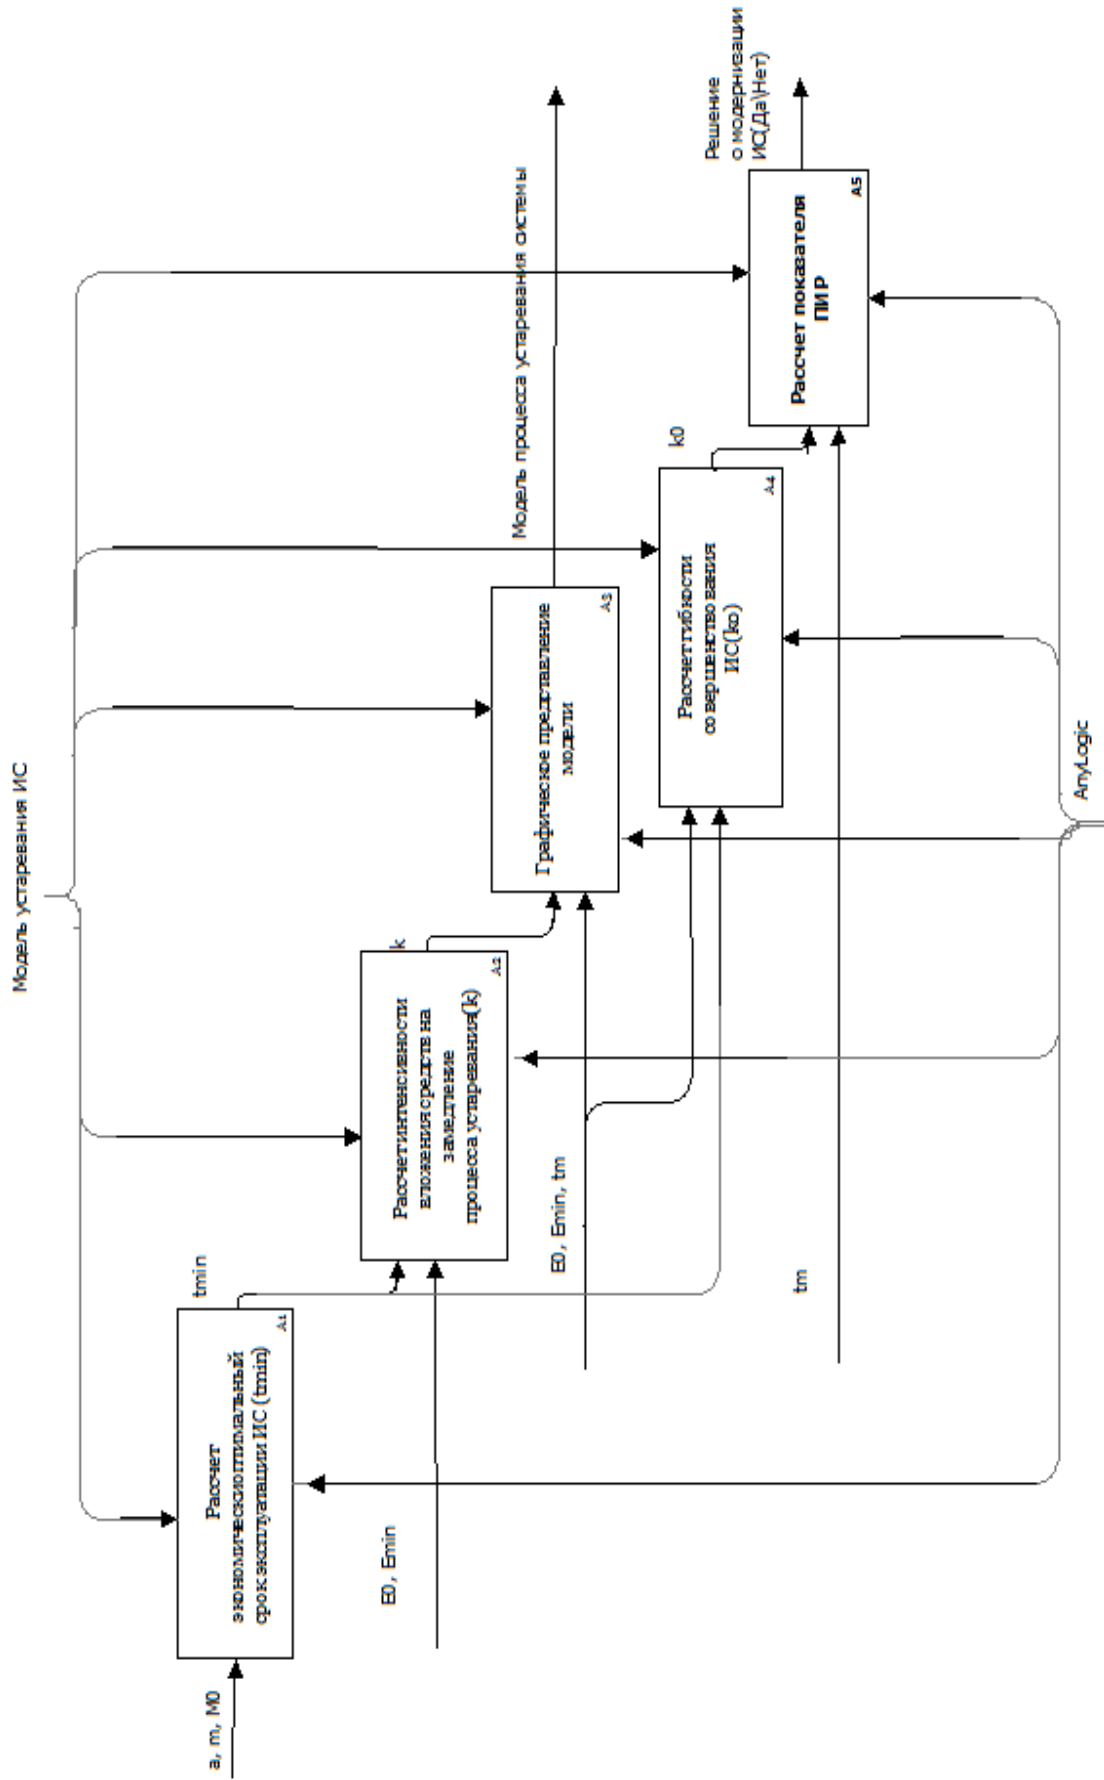 Модель устаревания ИС
a, m, M0
Рассчет
экономически оптимальный
срок эксплуатации ИС (tmin)
A1
tmin
E0, Emin
Рассчет интенсивности
вложения средств на
замедление
процесса устаревания(k)
A2
k
E0, Emin, tm
Графическое представление
модели
A3
Модель процесса устаревания системы
Рассчет гибкости
совершенствования
ИС(ko)
A4
k0
tm
Рассчет показателя
ПИР
A5
Решение
о модернизации
ИС(Да\Нет)
AnyLogic